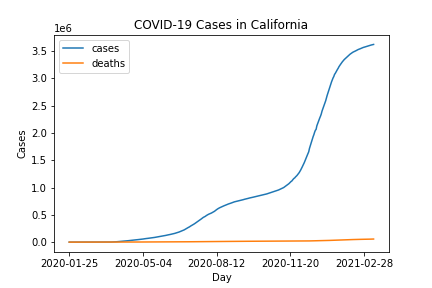 COVID-19 Cases in California
1e6
cases
deaths
3.5
3.0
2.5
2.0
1.5
1.0
0.5
0.0
Cases
2020-01-25 2020-05-04 2020-08-12 2020-11-20 2021-02-28
Day